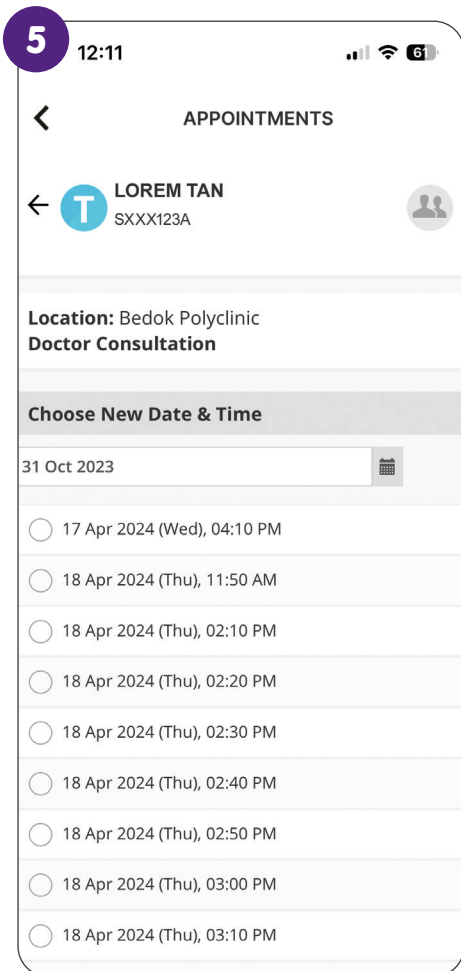 5
12:11
61
APPOINTMENTS
T
LOREM TAN
SXXX123A
Location: Bedok Polyclinic
Doctor Consultation
Choose New Date & Time
31 Oct 2023
17 Apr 2024 (Wed), 04:10 PM
18 Apr 2024 (Thu), 11:50 AM
18 Apr 2024 (Thu), 02:10 PM
18 Apr 2024 (Thu), 02:20 PM
18 Apr 2024 (Thu), 02:30 PM
18 Apr 2024 (Thu), 02:40 PM
18 Apr 2024 (Thu), 02:50 PM
18 Apr 2024 (Thu), 03:00 PM
18 Apr 2024 (Thu), 03:10 PM